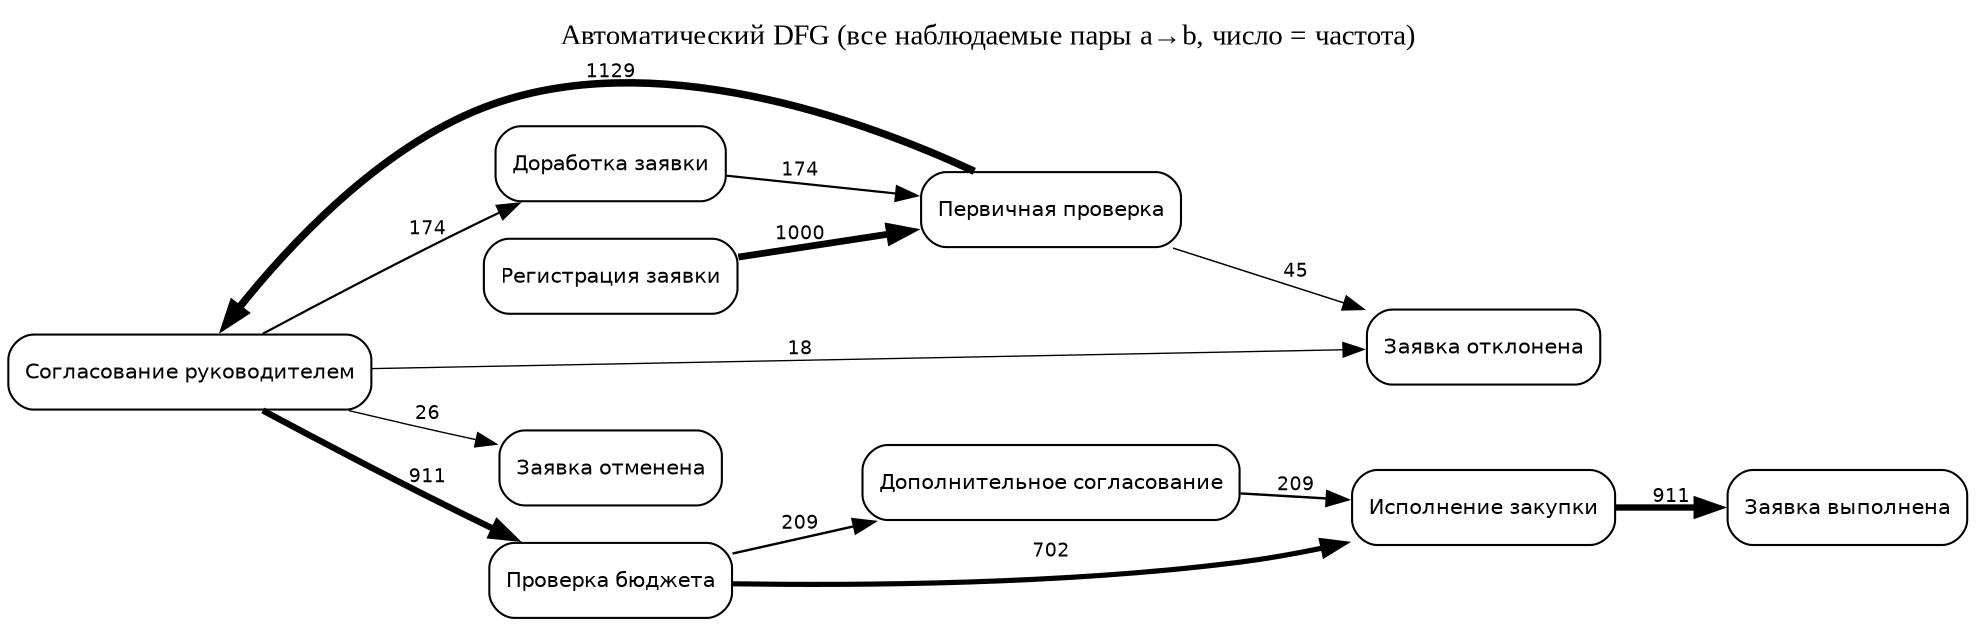 Автоматический DFG (все наблюдаемые пары a→b, число = частота)
1129
Доработка заявки
174
174
Первичная проверка
Регистрация заявки
1000
45
Согласование руководителем
18
Заявка отклонена
26
Заявка отменена
911
Дополнительное согласование
209
Исполнение закупки
911
Заявка выполнена
209
702
Проверка бюджета